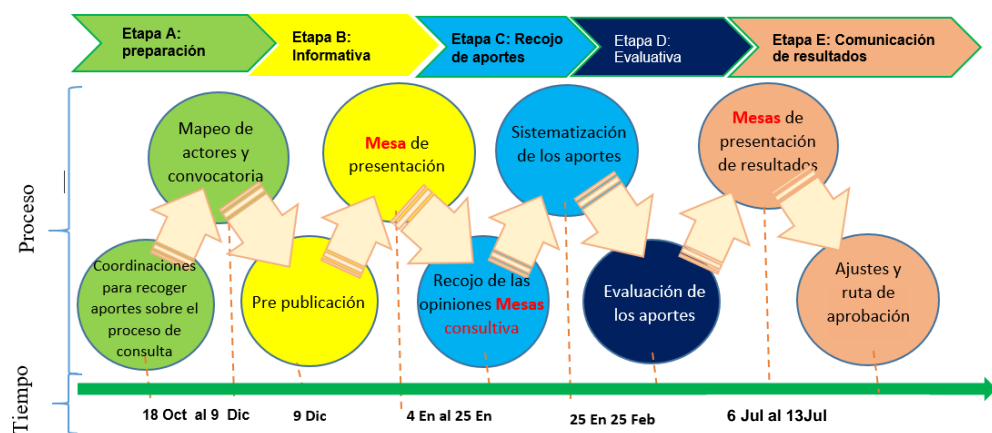 Etapa A:
preparación
Etapa B:
Informativa
Etapa C: Recojo
de aportes
Etapa D:
Evaluativa
Etapa E: Comunicación
de resultados
Proceso
Mapeo de
actores y
convocatoria
Mesa de
presentación
Sistematización
de los aportes
Mesas de
presentación
de resultados
Coordinaciones
para recoger
aportes sobre el
proceso de
consulta
Pre publicación
Recojo de las
opiniones Mesas
consultiva
Evaluación de
los aportes
Ajustes y
ruta de
aprobación
Tiempo
18 Oct al 9 Dic
9 Dic
4 En al 25 En
25 En 25 Feb
6 Jul al 13Jul